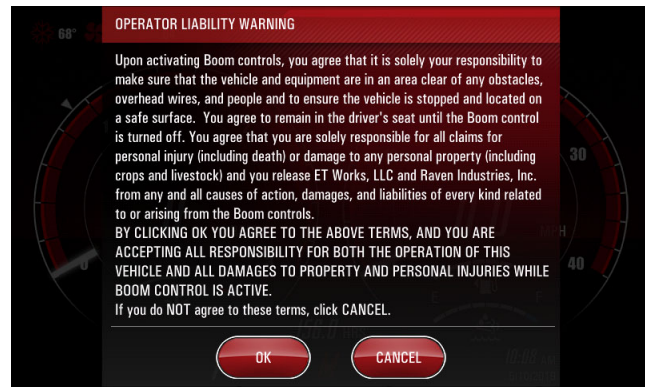 OPERATOR LIABILITY WARNING
68°
Upon activating Boom controls, you agree that it is solely your responsibility to
make sure that the vehicle and equipment are in an area clear of any obstacles,
overhead wires, and people and to ensure the vehicle is stopped and located on
a safe surface.  You agree to remain in the driver's seat until the Boom control
is turned off. You agree that you are solely responsible for all claims for
personal injury (including death) or damage to any personal property (including
crops and livestock) and you release ET Works, LLC and Raven Industries, Inc.
from any and all causes of action, damages, and liabilities of every kind related
to or arising from the Boom controls.
BY CLICKING OK YOU AGREE TO THE ABOVE TERMS, AND YOU ARE
ACCEPTING ALL RESPONSIBILITY FOR BOTH THE OPERATION OF THIS
VEHICLE AND ALL DAMAGES TO PROPERTY AND PERSONAL INJURIES WHILE
BOOM CONTROL IS ACTIVE.
If you do NOT agree to these terms, click CANCEL.
30
40
0
OK
CANCEL